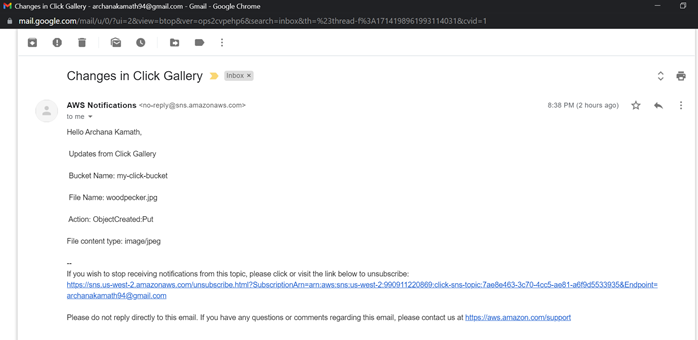 Changes in Click Gallery - archanakamath94@gmail.com - Gmail - Google Chrome
mail.google.com/mail/u/0/?ui=2&view=btop&ver=ops2cvpehp6&search=inbox&th=%23thread-f%3A1714198961993114031&cvid=1
Changes in Click Gallery Inbox ×
AWS Notifications <no-reply@sns.amazonaws.com> 8:38 PM (2 hours ago)
to me
Hello Archana Kamath,
Updates from Click Gallery
Bucket Name: my-click-bucket
File Name: woodpecker.jpg
Action: ObjectCreated:Put
File content type: image/jpeg
--
If you wish to stop receiving notifications from this topic, please click or visit the link below to unsubscribe:
https://sns.us-west-2.amazonaws.com/unsubscribe.html?SubscriptionArn=arn:aws:sns:us-west-2:990911220869:click-sns-topic:7ae8e463-3c70-4cc5-ae81-a6f9d5533935&Endpoint=
archanakamath94@gmail.com
Please do not reply directly to this email. If you have any questions or comments regarding this email, please contact us at https://aws.amazon.com/support